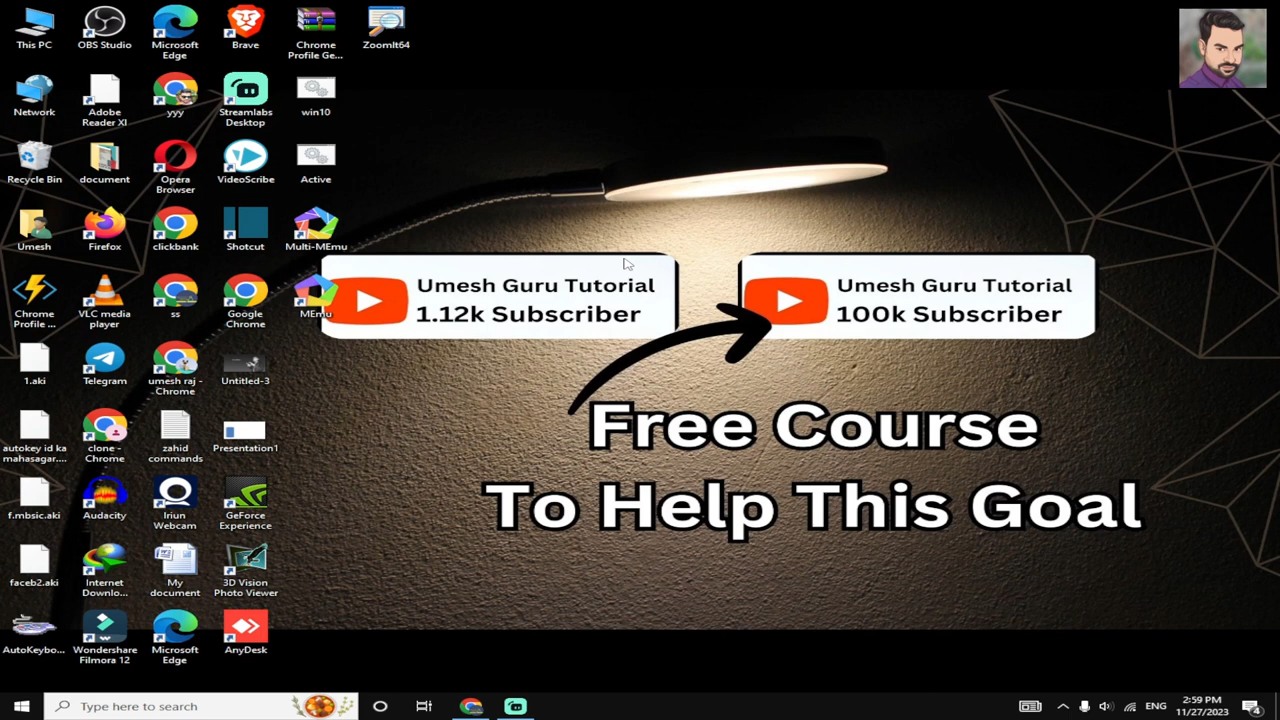 This PC
OBS Studio
Microsoft
Edge
Brave
Chrome
Profile Ge...
ZoomIt64
Network
Adobe
Reader XI
yyy
Streamlabs
Desktop
win10
Recycle Bin
document
Opera
Browser
VideoScribe
Active
Umesh
Firefox
clickbank
Shotcut
Multi-MEmu
Chrome
Profile ...
VLC media
player
ss
Google
Chrome
MEmu
Umesh Guru Tutorial
1.12k Subscriber
Umesh Guru Tutorial
100k Subscriber
1.aki
Telegram
umesh raj -
Chrome
Untitled-3
autokey id ka
mahasagar....
clone -
Chrome
zahid
commands
Presentation1
Free Course
To Help This Goal
f.mbsic.aki
Audacity
Iriun
Webcam
GeForce
Experience
faceb2.aki
Internet
Downlo...
My
document
3D Vision
Photo Viewer
AutoKeybo...
Wondershare
Filmora 12
Microsoft
Edge
AnyDesk
Type here to search
ENG
2:59 PM
11/27/2023
4